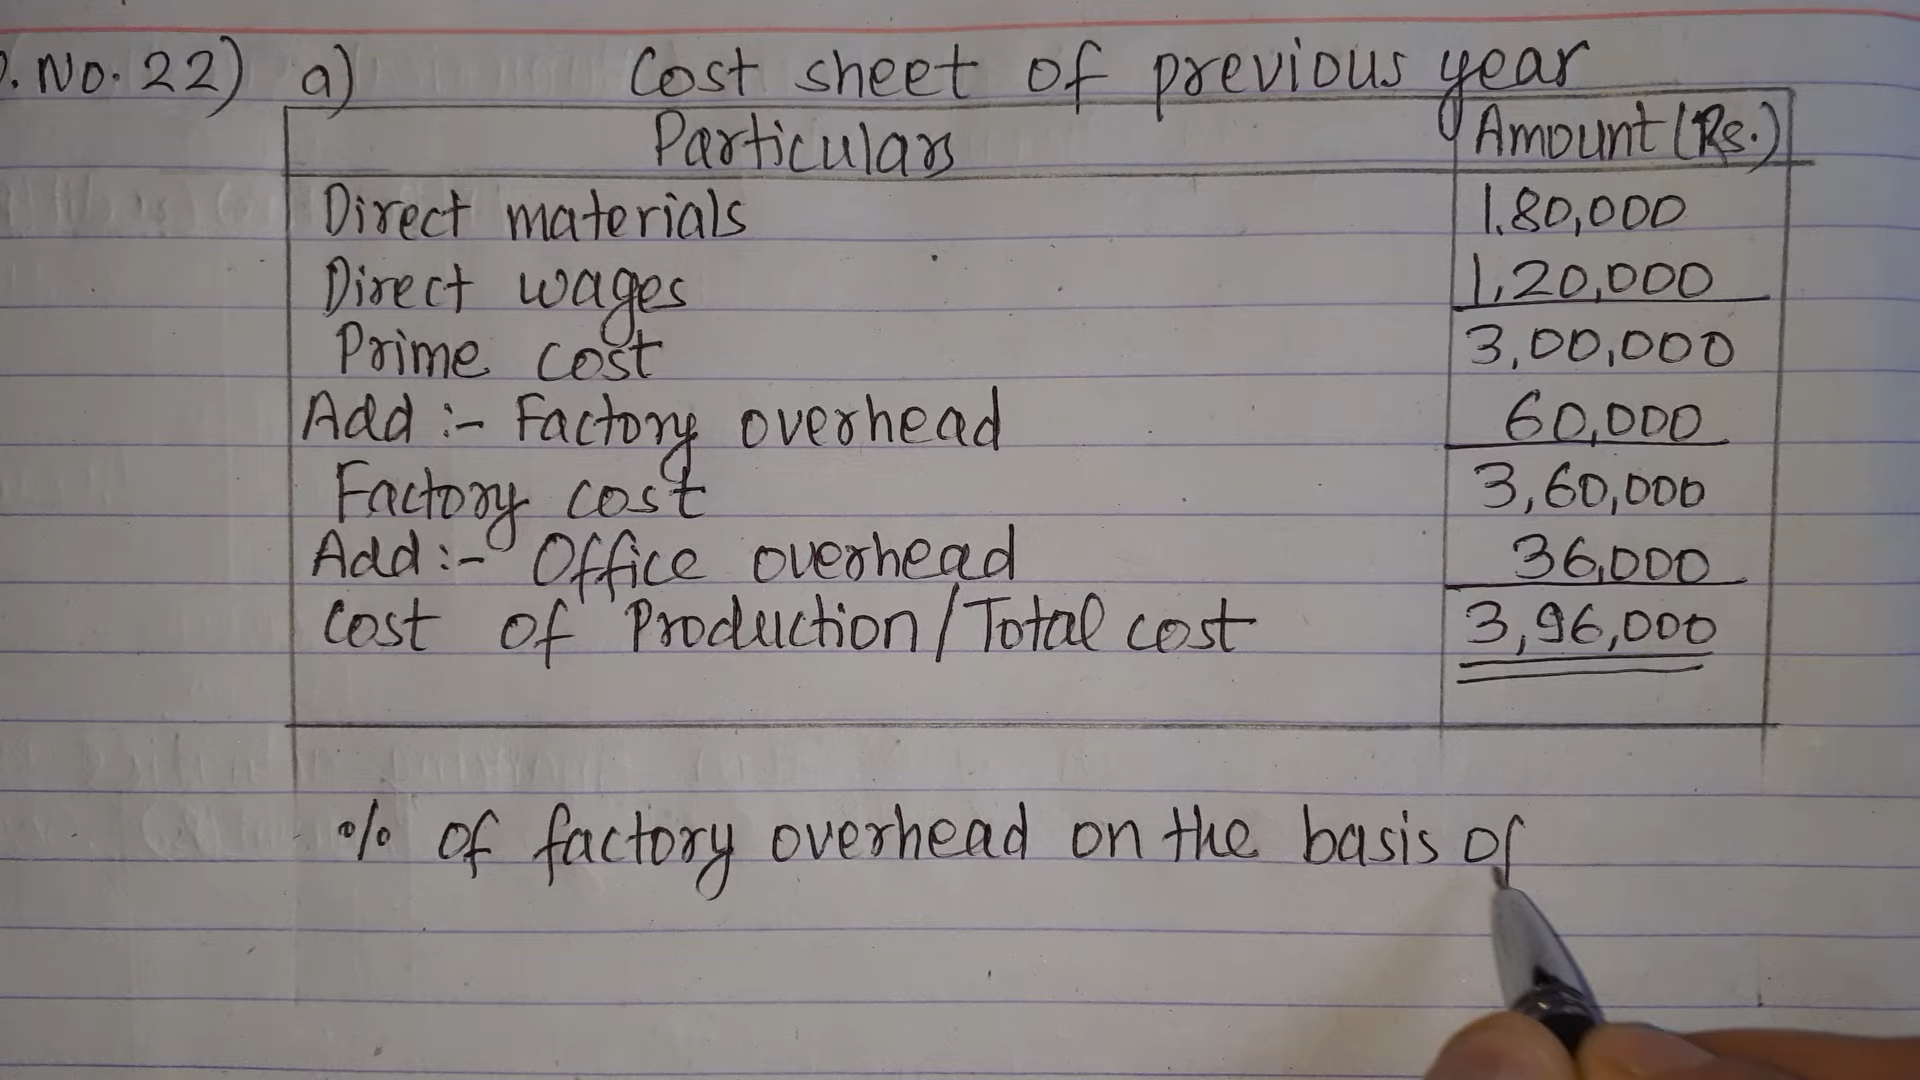 . No. 22) a) Cost sheet of previous year
Particulars Amount (Rs.)
Direct materials 1,80,000
Direct wages 1,20,000
Prime cost 3,00,000
Add :- Factory overhead 60,000
Factory cost 3,60,000
Add :- Office overhead 36,000
Cost of Production/Total cost 3,96,000
% of factory overhead on the basis of